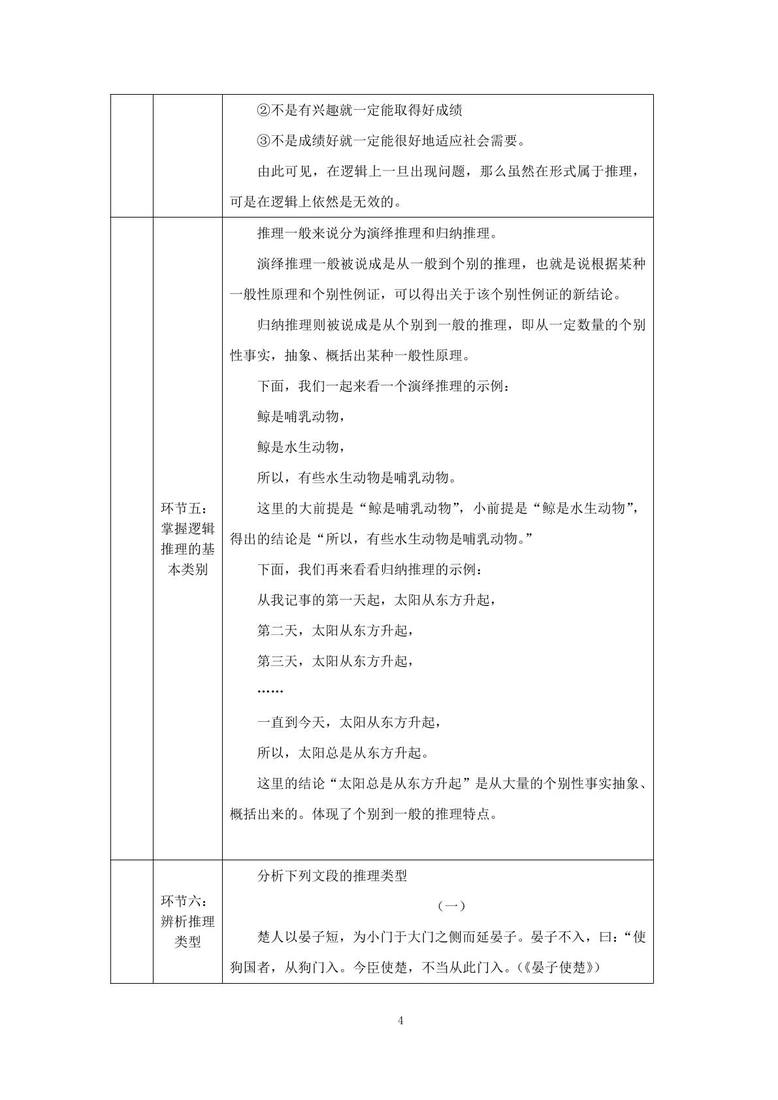 ②不是有兴趣就一定能取得好成绩
③不是成绩好就一定能很好地适应社会需要。
由此可见，在逻辑上一旦出现问题，那么虽然在形式属于推理，
可是在逻辑上依然是无效的。
环节五：
掌握逻辑
推理的基
本类别
推理一般来说分为演绎推理和归纳推理。
演绎推理一般被说成是从一般到个别的推理，也就是说根据某种
一般性原理和个别性例证，可以得出关于该个别性例证的新结论。
归纳推理则被说成是从个别到一般的推理，即从一定数量的个别
性事实，抽象、概括出某种一般性原理。
下面，我们一起来看一个演绎推理的示例：
鲸是哺乳动物，
鲸是水生动物，
所以，有些水生动物是哺乳动物。
这里的大前提是“鲸是哺乳动物”，小前提是“鲸是水生动物”，
得出的结论是“所以，有些水生动物是哺乳动物。”
下面，我们再来看看归纳推理的示例：
从我记事的第一天起，太阳从东方升起，
第二天，太阳从东方升起，
第三天，太阳从东方升起，
……
一直到今天，太阳从东方升起，
所以，太阳总是从东方升起。
这里的结论“太阳总是从东方升起”是从大量的个别性事实抽象、
概括出来的。体现了个别到一般的推理特点。
环节六：
辨析推理
类型
分析下列文段的推理类型
（一）
楚人以晏子短，为小门于大门之侧而延晏子。晏子不入，曰：“使
狗国者，从狗门入。今臣使楚，不当从此门入。（《晏子使楚》）
4